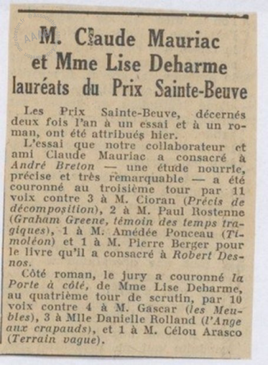 M. Claude Mauriac
et Mme Lise Deharme
lauréats du Prix Sainte-Beuve
Les Prix Sainte-Beuve, décernés
deux fois l'an à un essai et à un ro-
man, ont été attribués hier.
L'essai que notre collaborateur et
ami Claude Mauriac a consacré à
André Breton — une étude nourrie,
précise et très remarquable — a été
couronné au troisième tour par 11
voix contre 3 à M. Cioran (Précis de
décomposition), 2 à M. Paul Rostenne
(Graham Greene, témoin des temps tra-
giques), 1 à M. Amédée Ponceau (Ti-
moléon) et 1 à M. Pierre Berger pour
le livre qu'il a consacré à Robert Des-
nos.
Côté roman, le jury a couronné la
Porte à côté, de Mme Lise Deharme,
au quatrième tour de scrutin, par 10
voix contre 4 à M. Gascar (les Meu-
bles), 3 à Mlle Danielle Rolland (l'Ange
aux crapauds), et 1 à M. Célou Arasco
(Terrain vague).